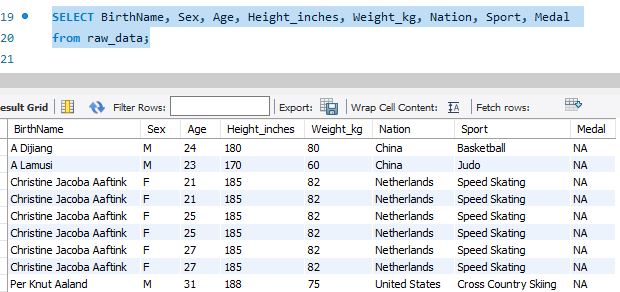 19 SELECT BirthName, Sex, Age, Height_inches, Weight_kg, Nation, Sport, Medal
20 from raw_data;
21
esult Grid Filter Rows: Export: Wrap Cell Content: IA Fetch rows:
BirthName Sex Age Height_inches Weight_kg Nation Sport Medal
A Dijiang M 24 180 80 China Basketball NA
A Lamusi M 23 170 60 China Judo NA
Christine Jacoba Aaftink F 21 185 82 Netherlands Speed Skating NA
Christine Jacoba Aaftink F 21 185 82 Netherlands Speed Skating NA
Christine Jacoba Aaftink F 25 185 82 Netherlands Speed Skating NA
Christine Jacoba Aaftink F 25 185 82 Netherlands Speed Skating NA
Christine Jacoba Aaftink F 27 185 82 Netherlands Speed Skating NA
Christine Jacoba Aaftink F 27 185 82 Netherlands Speed Skating NA
Per Knut Aaland M 31 188 75 United States Cross Country Skiing NA